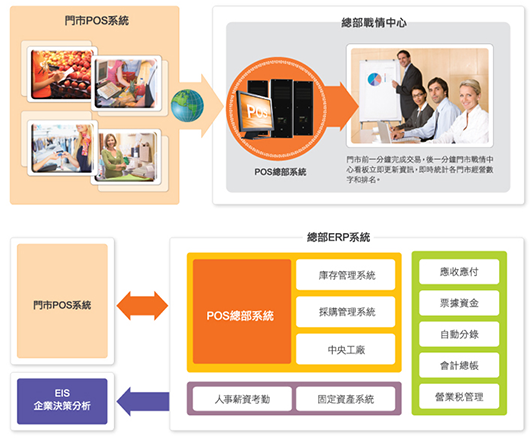 門市POS系統
總部戰情中心
POS
POS總部系統
門市前一分鐘完成交易，後一分鐘門市戰情中
心看板立即更新資訊，即時統計各門市經營數
字和排名。
總部ERP系統
門市POS系統
POS總部系統
庫存管理系統
採購管理系統
中央工廠
應收應付
票據資金
自動分錄
會計總帳
營業稅管理
EIS
企業決策分析
人事薪資考勤
固定資產系統